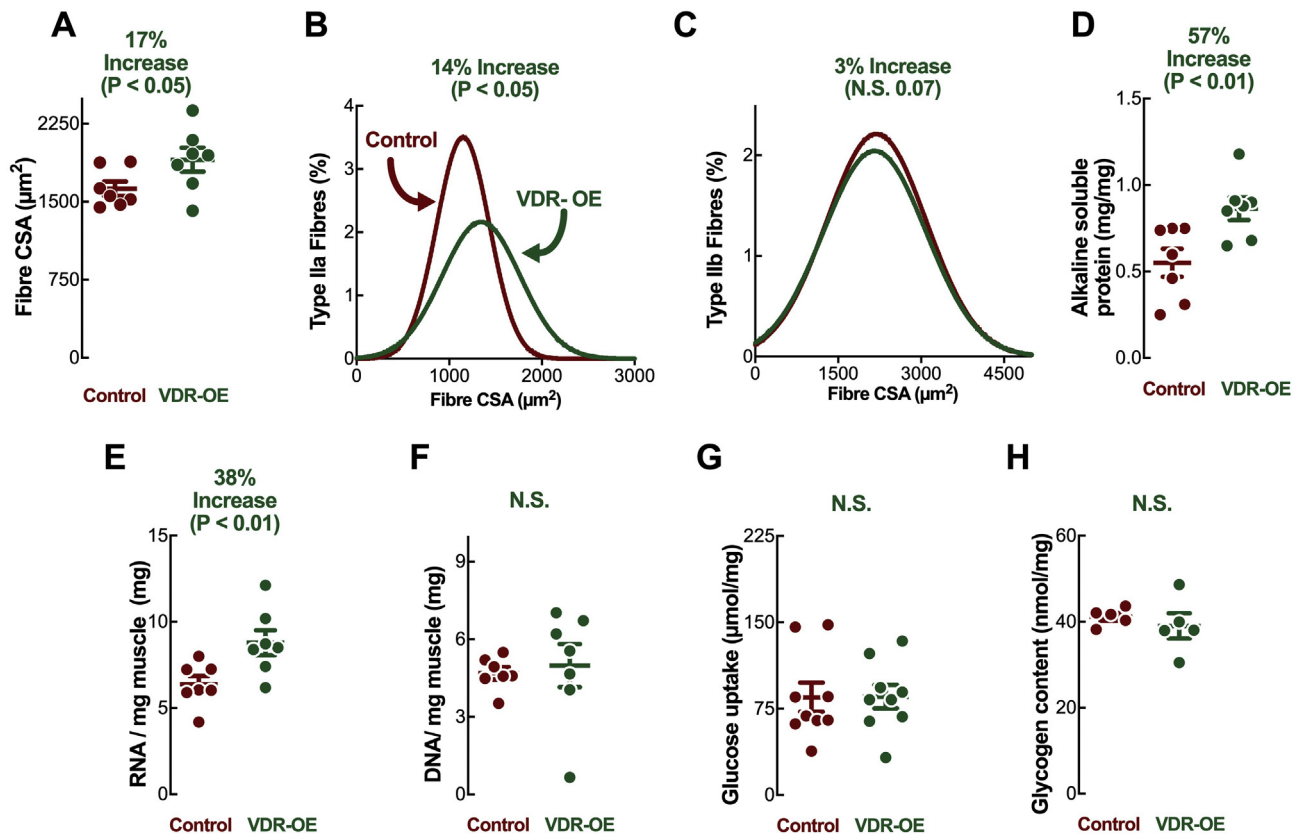 A
17%
Increase
(P < 0.05)
Fibre CSA (µm²)
2250
1500
750
0
Control VDR-OE
B
14% Increase
(P < 0.05)
Type IIa Fibres (%)
4
3
2
1
0
Control
VDR- OE
0 1000 2000 3000
Fibre CSA (µm²)
C
3% Increase
(N.S. 0.07)
Type IIb Fibres (%)
2
1
0
0 1500 3000 4500
Fibre CSA (µm²)
D
57%
Increase
(P < 0.01)
Alkaline soluble
protein (mg/mg)
1.5
1.0
0.5
0.0
Control VDR-OE
E
38%
Increase
(P < 0.01)
RNA / mg muscle (mg)
15
10
5
0
Control VDR-OE
F
N.S.
DNA/ mg muscle (mg)
9
6
3
0
Control VDR-OE
G
N.S.
Glucose uptake (µmol/mg)
225
150
75
0
Control VDR-OE
H
N.S.
Glycogen content (nmol/mg)
60
40
20
0
Control VDR-OE